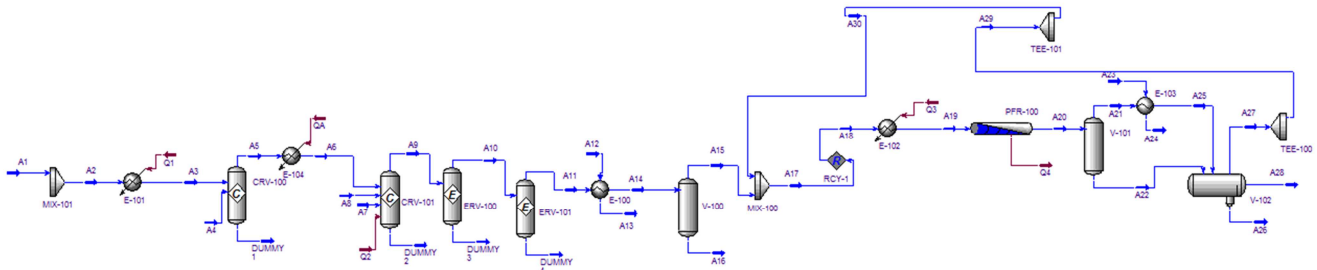 A30
A29
TEE-101
A23
E-103
Q3
A19
PFR-100
A20
A21
A25
A27
A18
E-102
V-101
A24
TEE-100
QA
A12
A5
A6
A9
A10
A15
Q1
A11
A14
A17
RCY-1
Q4
A1
A2
A3
CRV-100
E-104
A28
A22
MIX-101
E-101
A8
A7
CRV-101
ERV-100
E-100
V-100
MIX-100
V-102
ERV-101
A13
A4
A26
DUMMY
1
Q2
DUMMY
2
DUMMY
3
DUMMY
A16